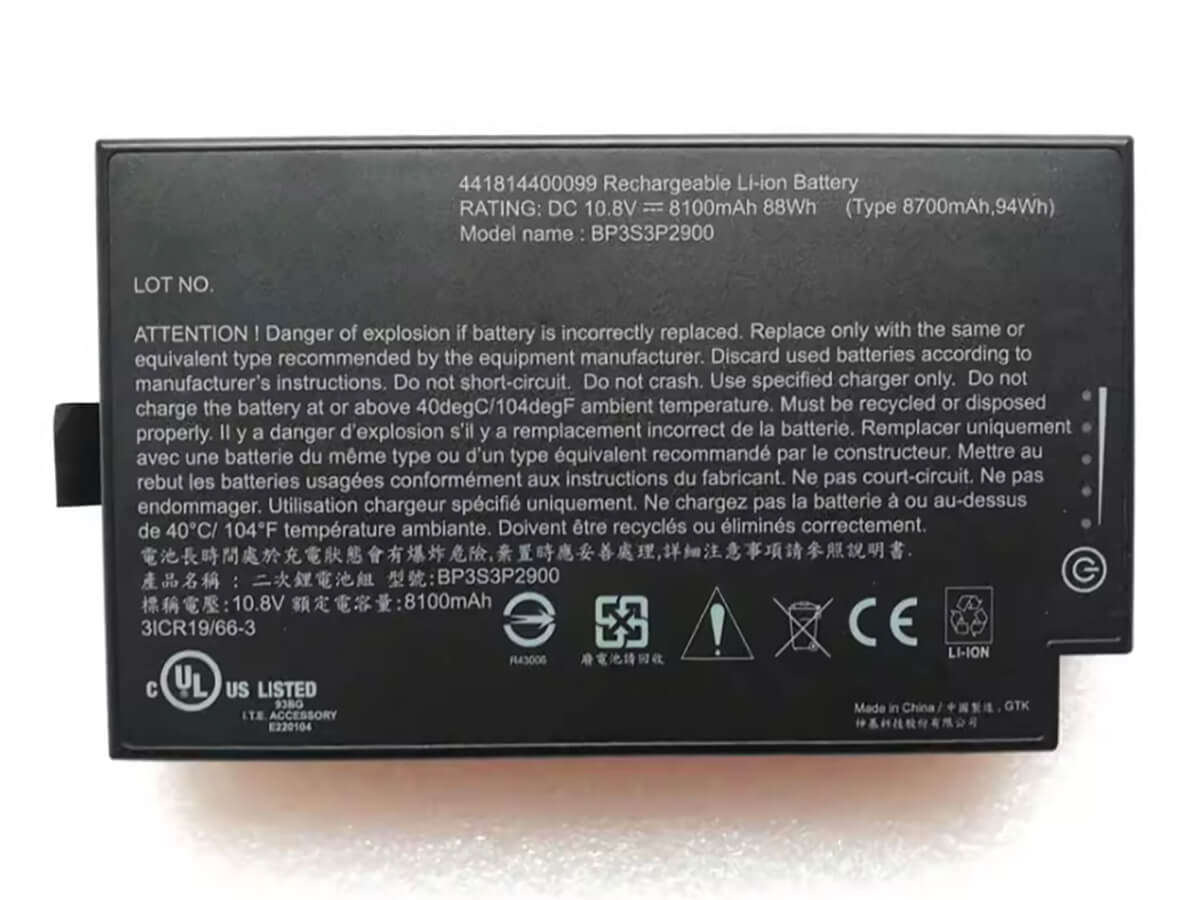 441814400099 Rechargeable Li-ion Battery
RATING: DC 10.8V ⎓ 8100mAh 88Wh (Type 8700mAh,94Wh)
Model name : BP3S3P2900
LOT NO.
ATTENTION ! Danger of explosion if battery is incorrectly replaced. Replace only with the same or
equivalent type recommended by the equipment manufacturer. Discard used batteries according to
manufacturer's instructions. Do not short-circuit. Do not crash. Use specified charger only. Do not
charge the battery at or above 40degC/104degF ambient temperature. Must be recycled or disposed
properly. Il y a danger d'explosion s'il y a remplacement incorrect de la batterie. Remplacer uniquement
avec une batterie du même type ou d'un type équivalent recommandé par le constructeur. Mettre au
rebut les batteries usagées conformément aux instructions du fabricant. Ne pas court-circuit. Ne pas
endommager. Utilisation chargeur spécifié uniquement. Ne chargez pas la batterie à ou au-dessus
de 40°C/ 104°F température ambiante. Doivent être recyclés ou éliminés correctement.
電池長時間處於充電狀態會有爆炸危險,棄置時應妥善處理,詳細注意事項請參照說明書.
產品名稱 : 二次鋰電池組 型號:BP3S3P2900
標稱電壓:10.8V 額定電容量:8100mAh
3ICR19/66-3
R43006
廢電池請回收
CE
LI-ION
C UL US LISTED
93BG
I.T.E. ACCESSORY
E220104
Made in China / 中國製造 , GTK
神基科技股份有限公司